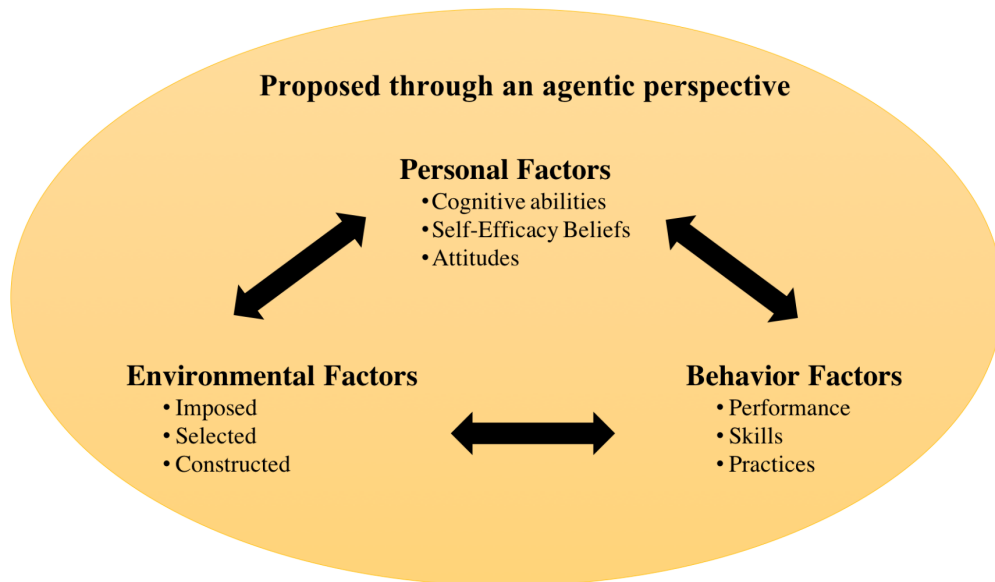 Proposed through an agentic perspective
Personal Factors
•Cognitive abilities
•Self-Efficacy Beliefs
•Attitudes
Environmental Factors
•Imposed
•Selected
•Constructed
Behavior Factors
•Performance
•Skills
•Practices